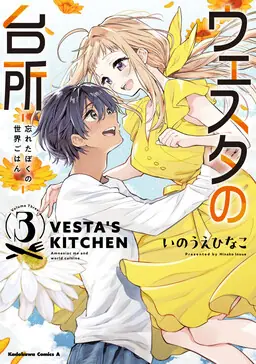 ウェスタの
台所
忘れたぼくの
世界ごはん
Volume Three
3
VESTA'S
KITCHEN
Amnesiac me and
world cuisine.
いのうえひなこ
Presented by Hinako Inoue
Kadokawa Comics A